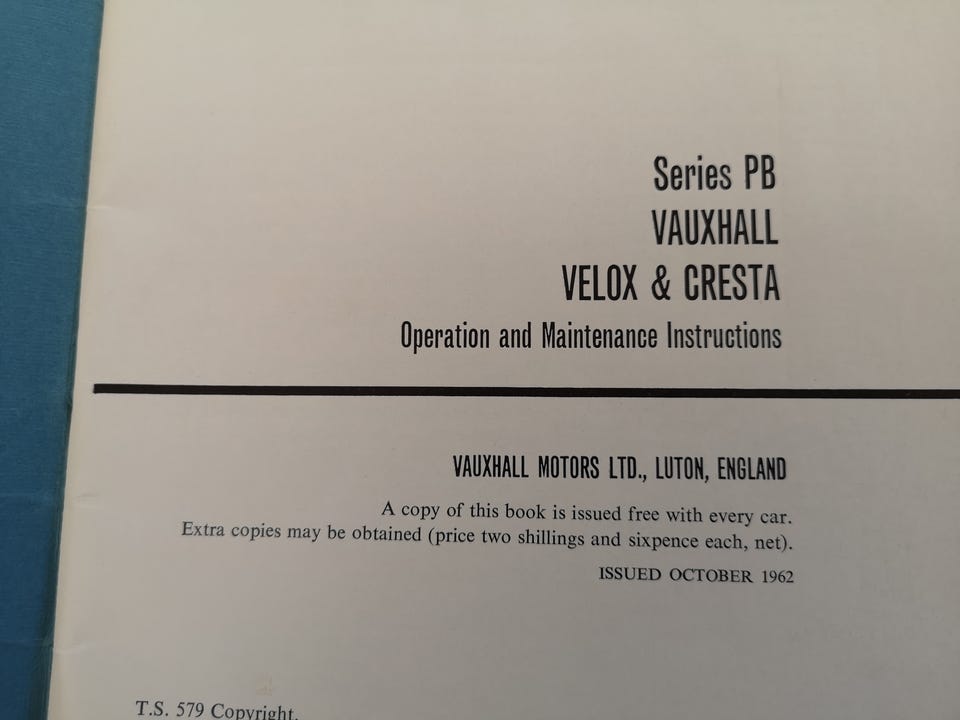 Series PB
VAUXHALL
VELOX & CRESTA
Operation and Maintenance Instructions
VAUXHALL MOTORS LTD., LUTON, ENGLAND
A copy of this book is issued free with every car.
Extra copies may be obtained (price two shillings and sixpence each, net).
ISSUED OCTOBER 1962
T.S. 579 Copyright.